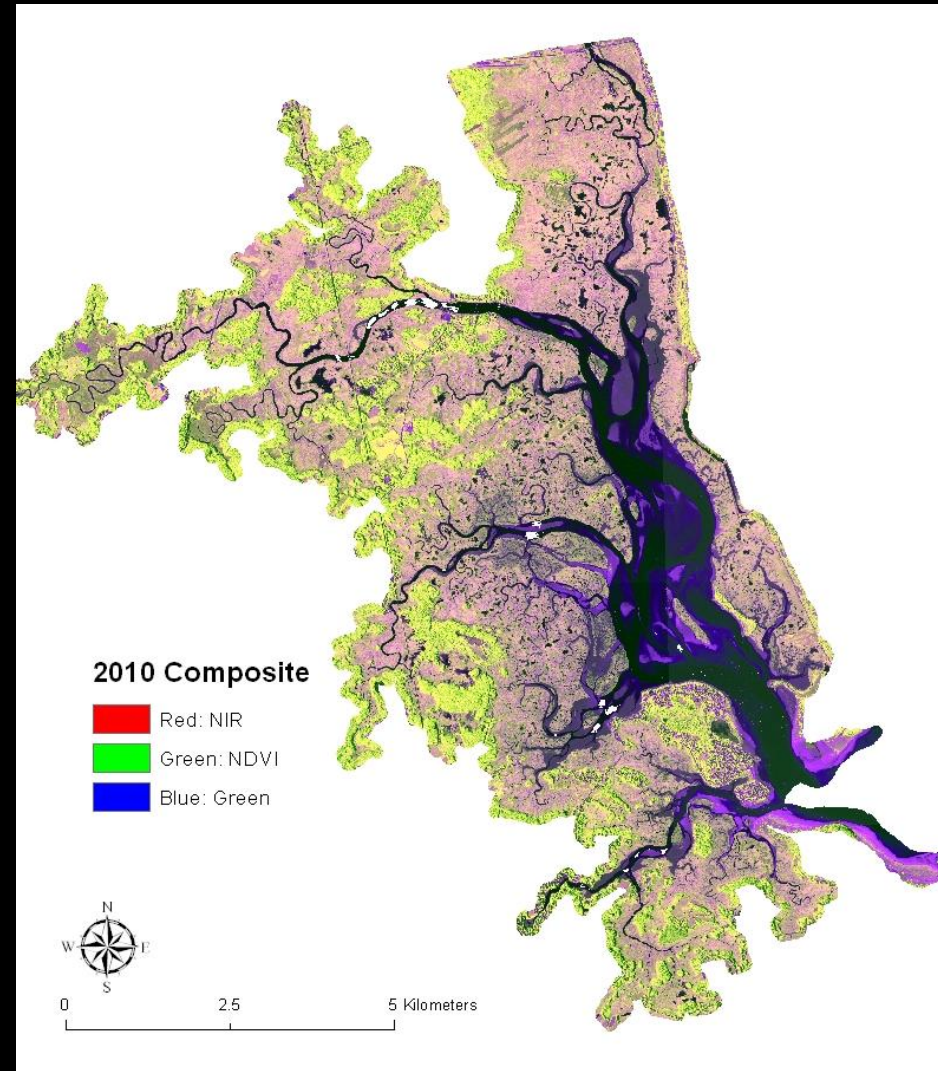 2010 Composite
Red: NIR
Green: NDVI
Blue: Green
N
W E
S
0 2.5 5 Kilometers